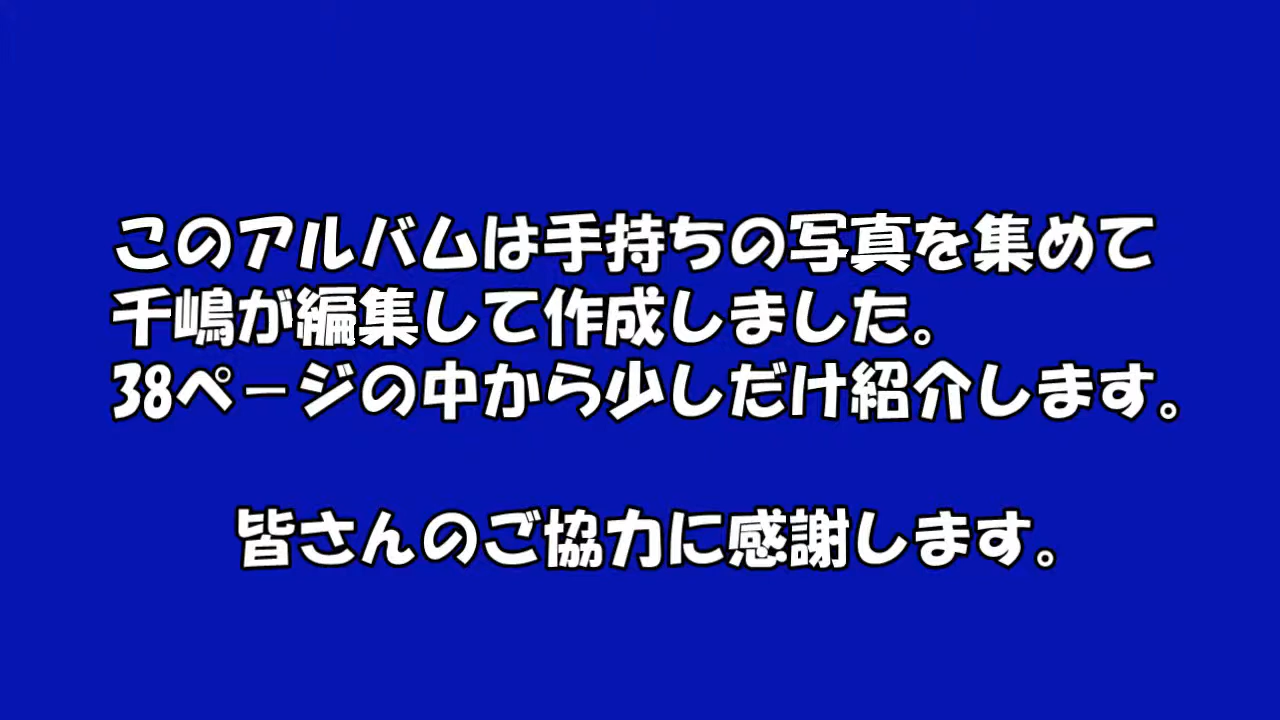 このアルバムは手持ちの写真を集めて
千嶋が編集して作成しました。
38ページの中から少しだけ紹介します。
皆さんのご協力に感謝します。